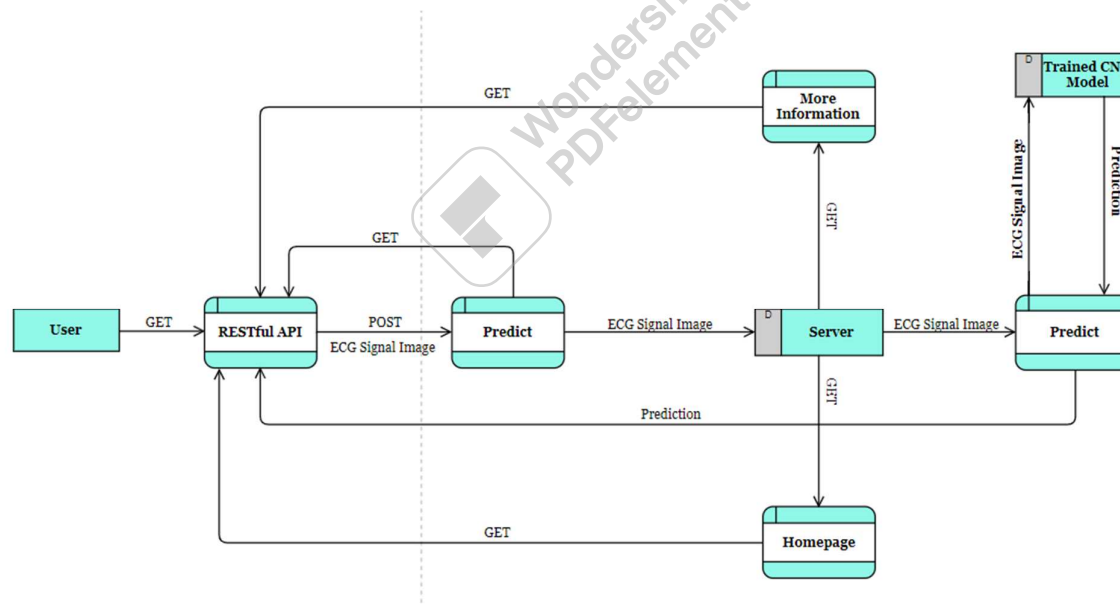 Wondersh
PDFelement
D
Trained CN
Model
GET
More
Information
ECG Signal Image
Prediction
GET
GET
User
GET
RESTful API
POST
ECG Signal Image
Predict
ECG Signal Image
D
Server
ECG Signal Image
Predict
GET
Prediction
GET
Homepage